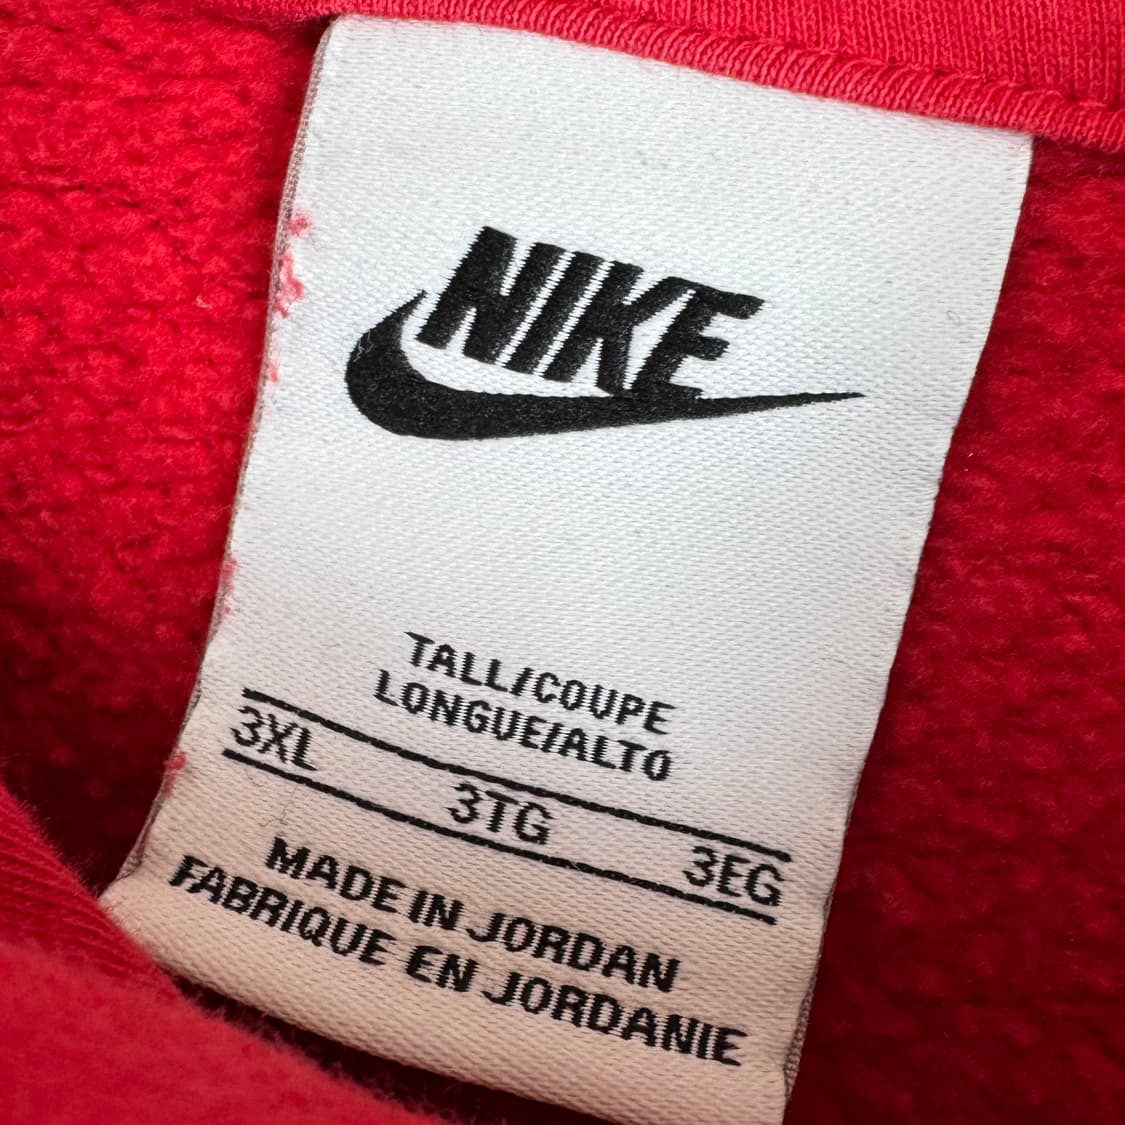 NIKE
TALL/COUPE
LONGUE/ALTO
3XL 3TG 3EG
MADE IN JORDAN
FABRIQUE EN JORDANIE